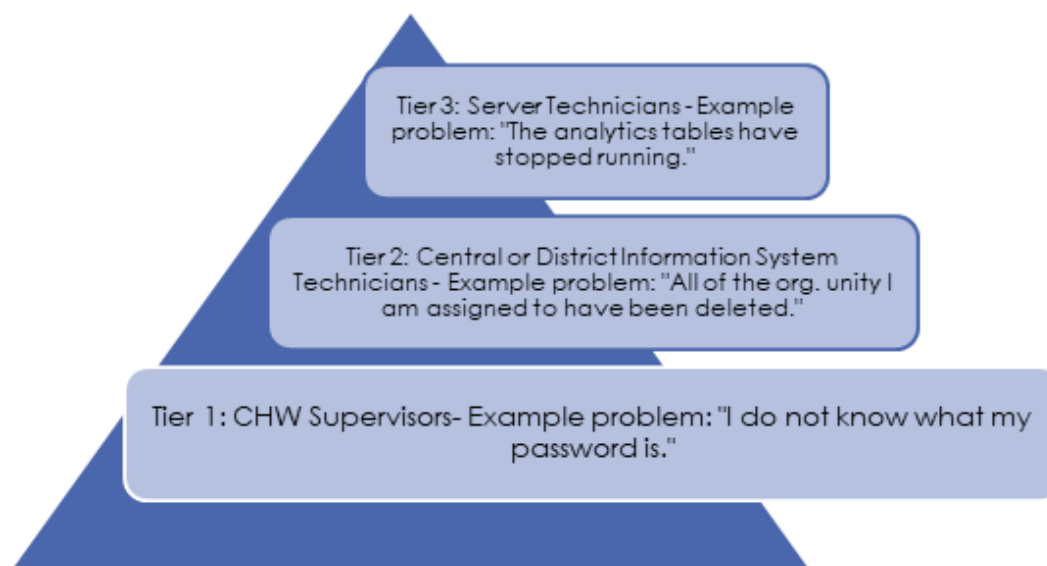 Tier 3: Server Technicians - Example
problem: "The analytics tables have
stopped running."
Tier 2: Central or District Information System
Technicians - Example problem: "All of the org. unity I
am assigned to have been deleted."
Tier 1: CHW Supervisors- Example problem: "I do not know what my
password is."